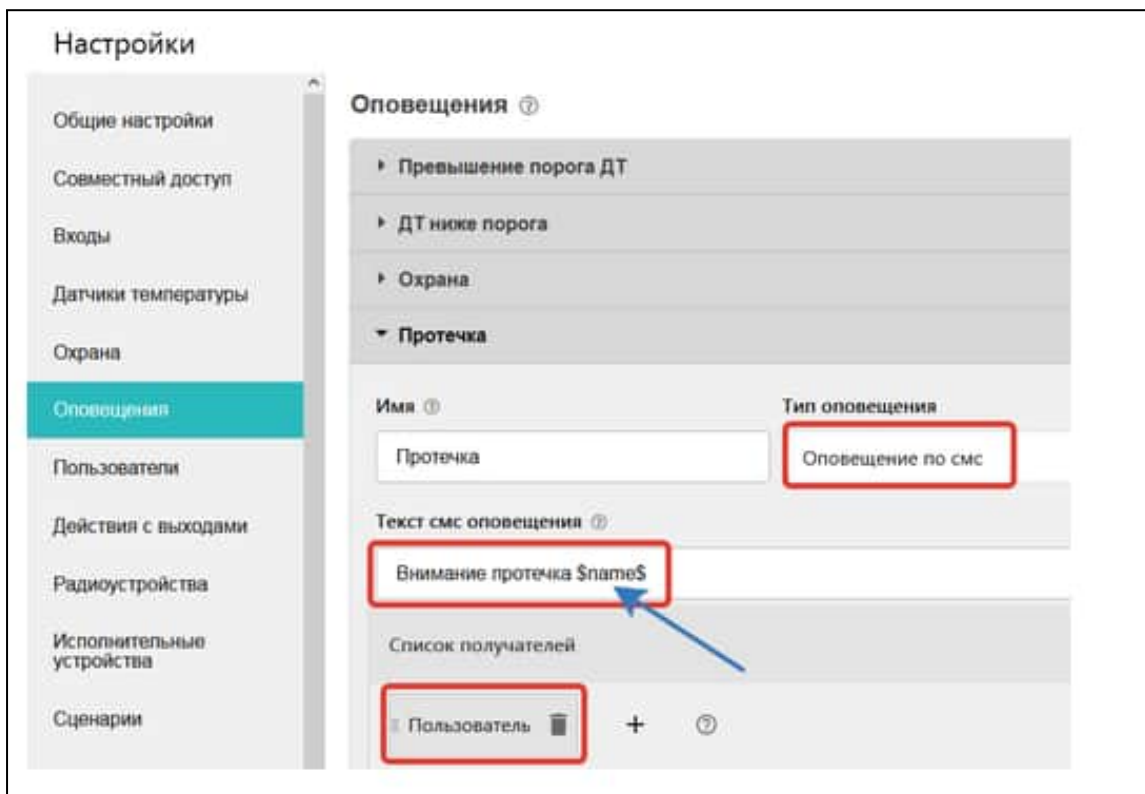 Настройки
Общие настройки
Совместный доступ
Входы
Датчики температуры
Охрана
Оповещения
Пользователи
Действия с выходами
Радиоустройства
Исполнительные
устройства
Сценарии
Оповещения
Превышение порога ДТ
ДТ ниже порога
Охрана
Протечка
Имя
Тип оповещения
Протечка
Оповещение по смс
Текст смс оповещения
Внимание протечка $name$
Список получателей
Пользователь